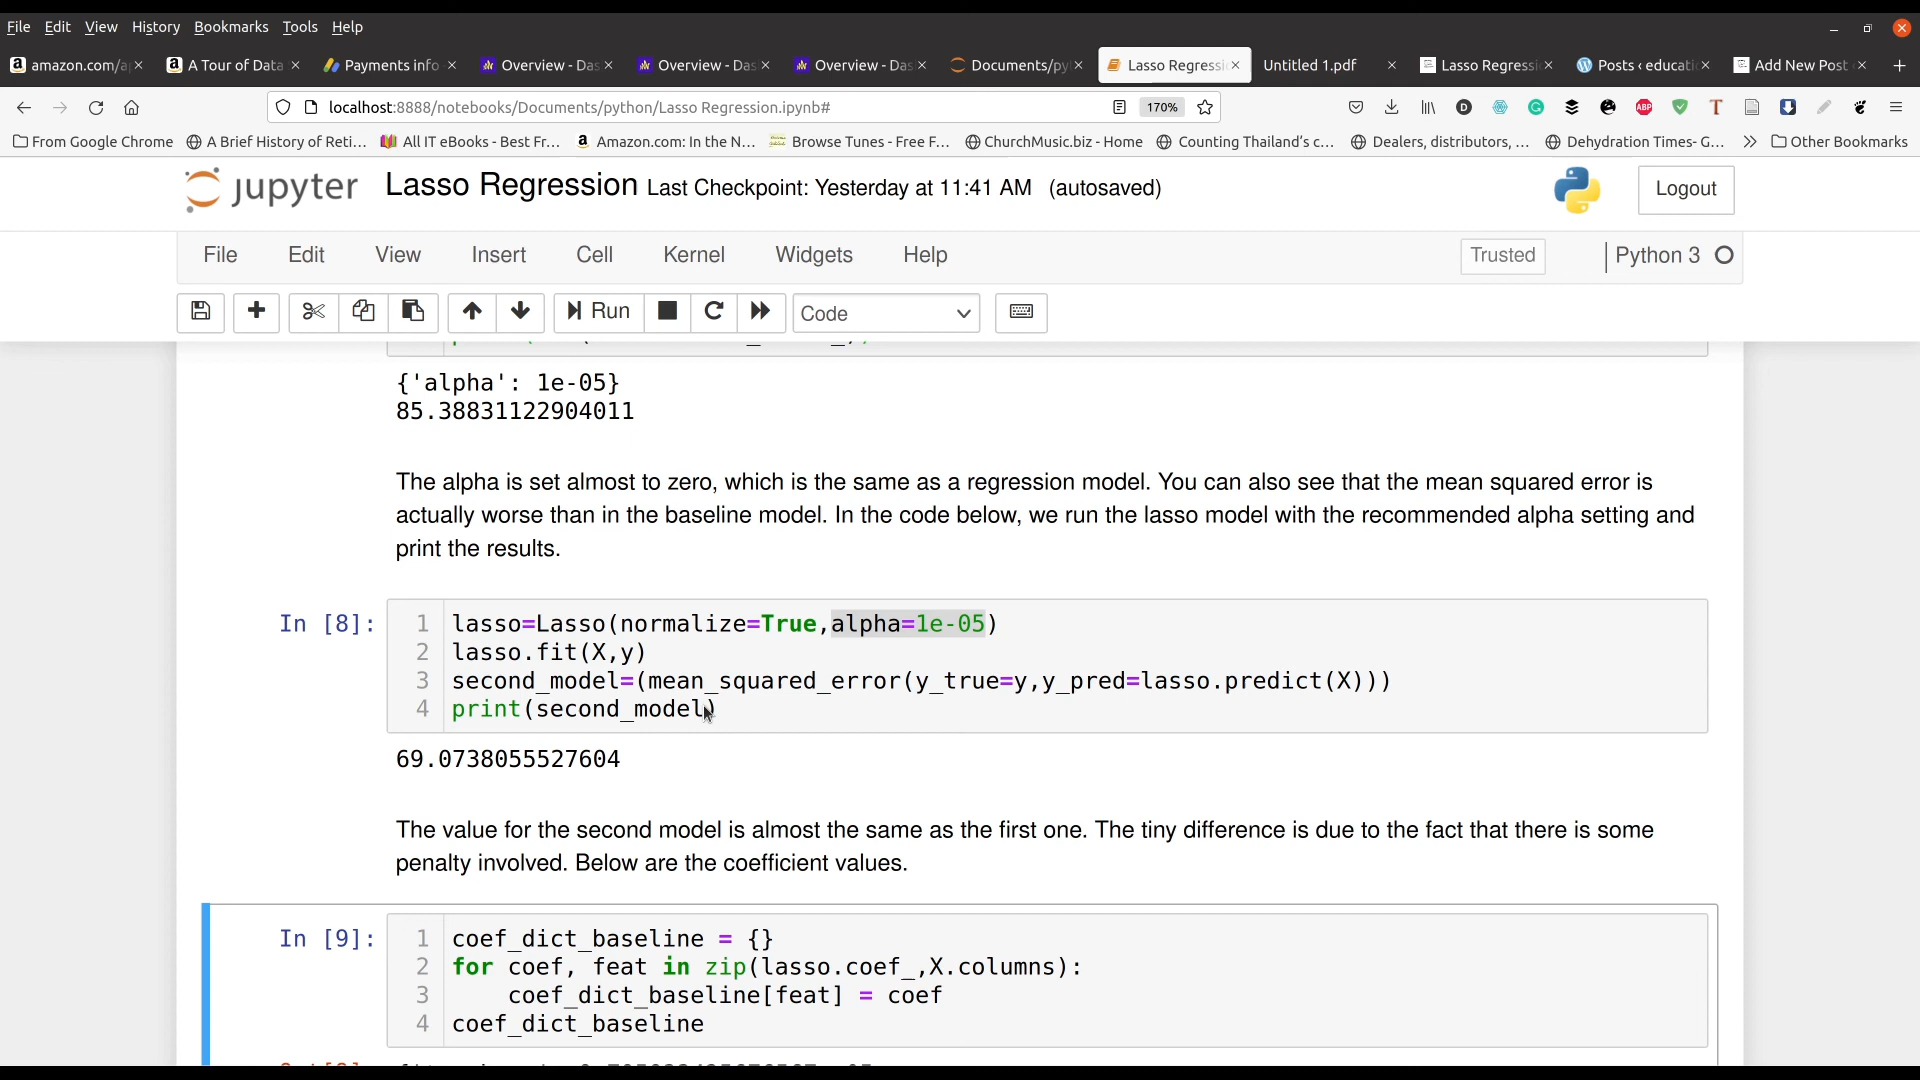 File Edit View History Bookmarks Tools Help
amazon.com/a A Tour of Data Payments info Overview - Das Overview - Das Overview - Das Documents/py Lasso Regressi Untitled 1.pdf Lasso Regressi Posts ‹ educati Add New Post
localhost:8888/notebooks/Documents/python/Lasso Regression.ipynb# 170%
From Google Chrome A Brief History of Reti... All IT eBooks - Best Fr... Amazon.com: In the N... Browse Tunes - Free F... ChurchMusic.biz - Home Counting Thailand's c... Dealers, distributors, ... Dehydration Times- G... Other Bookmarks
jupyter Lasso Regression Last Checkpoint: Yesterday at 11:41 AM (autosaved) Logout
File Edit View Insert Cell Kernel Widgets Help Trusted Python 3
Run Code
{'alpha': 1e-05}
85.38831122904011
The alpha is set almost to zero, which is the same as a regression model. You can also see that the mean squared error is
actually worse than in the baseline model. In the code below, we run the lasso model with the recommended alpha setting and
print the results.
In [8]: 1 lasso=Lasso(normalize=True,alpha=1e-05)
2 lasso.fit(X,y)
3 second_model=(mean_squared_error(y_true=y,y_pred=lasso.predict(X)))
4 print(second_model)
69.0738055527604
The value for the second model is almost the same as the first one. The tiny difference is due to the fact that there is some
penalty involved. Below are the coefficient values.
In [9]: 1 coef_dict_baseline = {}
2 for coef, feat in zip(lasso.coef_,X.columns):
3 coef_dict_baseline[feat] = coef
4 coef_dict_baseline